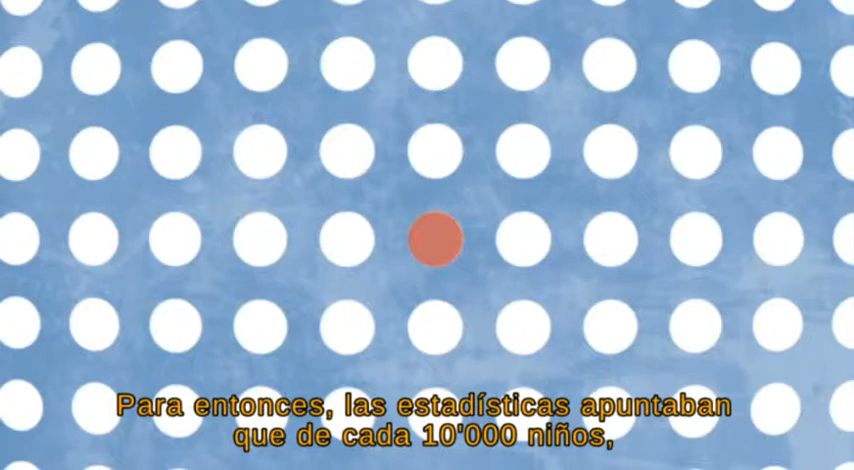 Para entonces, las estadísticas apuntaban
que de cada 10'000 niños,